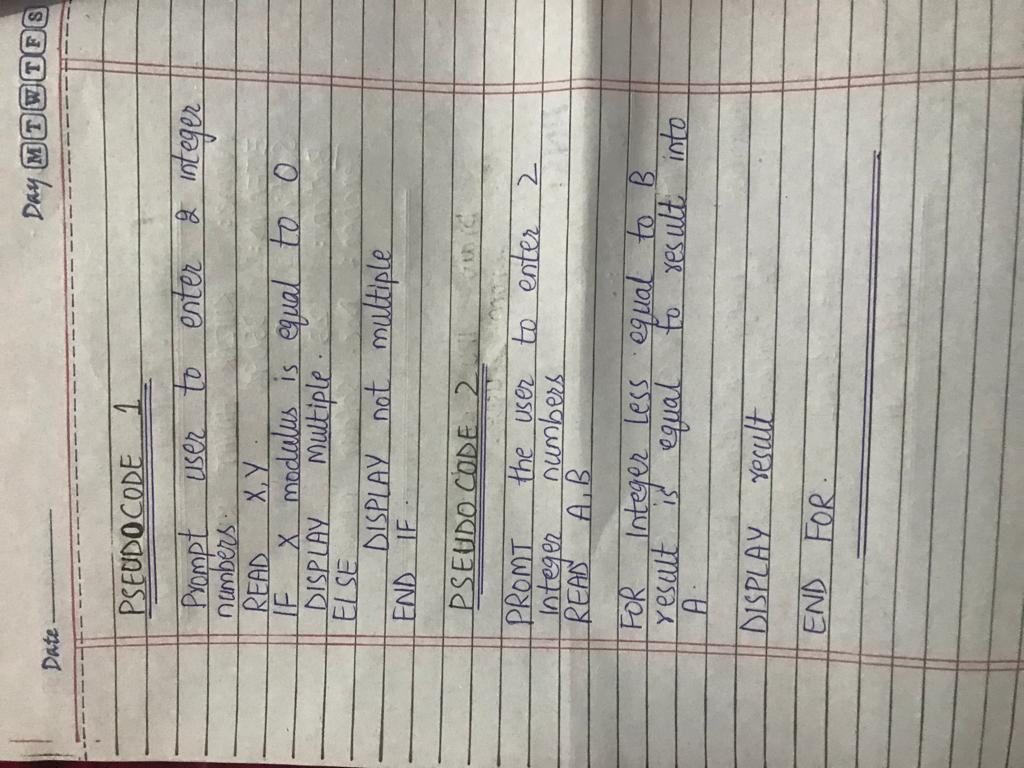 Date
Day M T W T F S
PSEUDOCODE 1
Prompt user to enter 2 integer
numbers.
READ X,Y
IF X modulus is equal to 0
DISPLAY multiple.
ELSE
DISPLAY not multiple
END IF.
PSEUDOCODE 2
PROMT the user to enter 2
Integer numbers
READ A,B
FOR Integer Less equal to B
result is equal to result into
A.
DISPLAY result
END FOR.